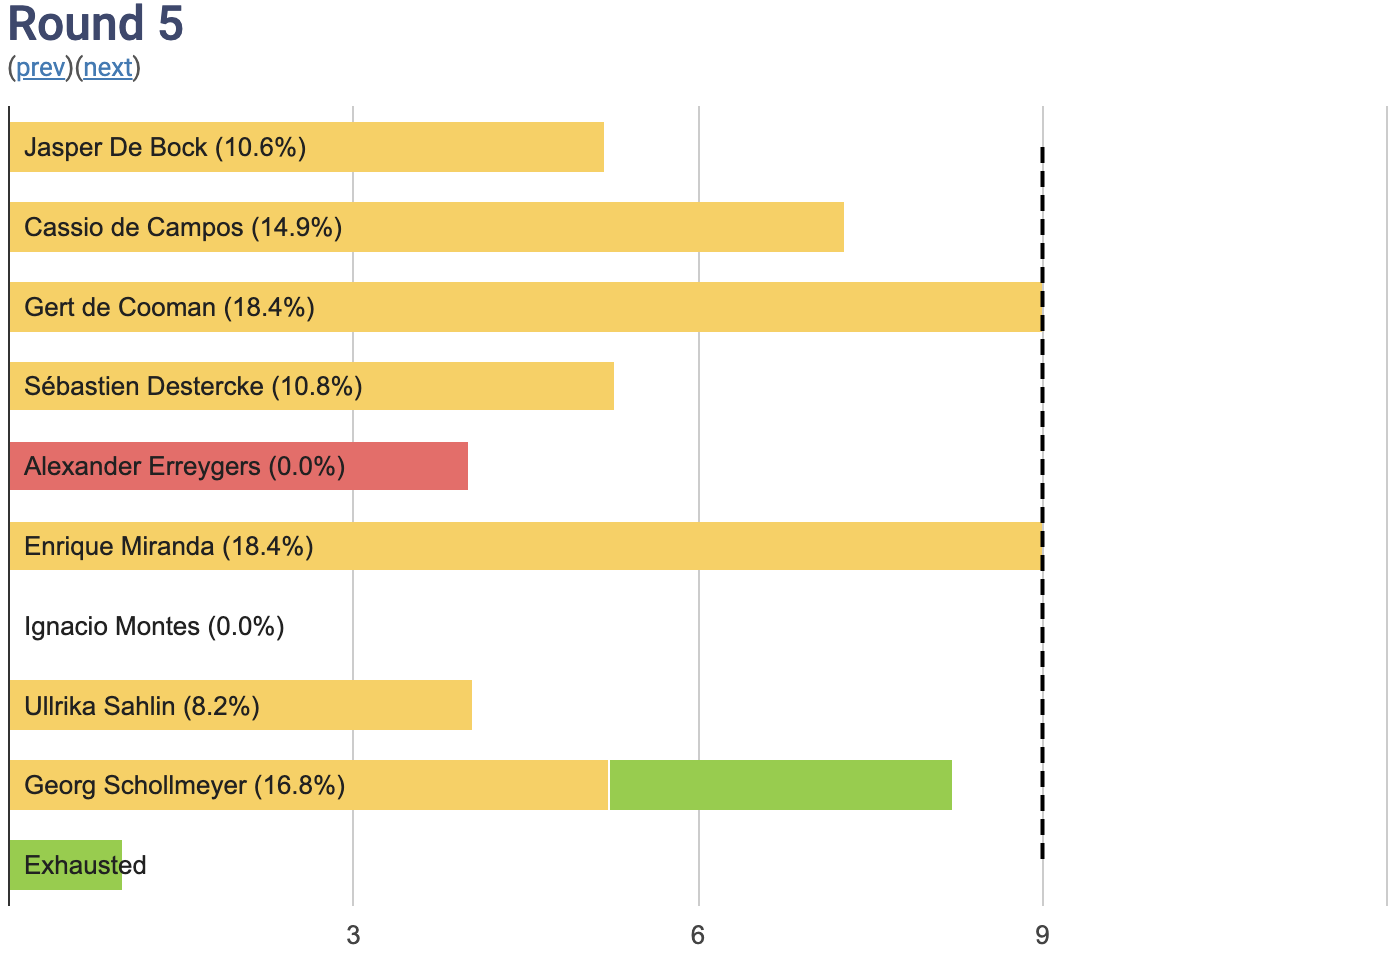 Round 5
(prev)(next)
Jasper De Bock (10.6%)
Cassio de Campos (14.9%)
Gert de Cooman (18.4%)
Sébastien Destercke (10.8%)
Alexander Erreygers (0.0%)
Enrique Miranda (18.4%)
Ignacio Montes (0.0%)
Ullrika Sahlin (8.2%)
Georg Schollmeyer (16.8%)
Exhausted
3 6 9